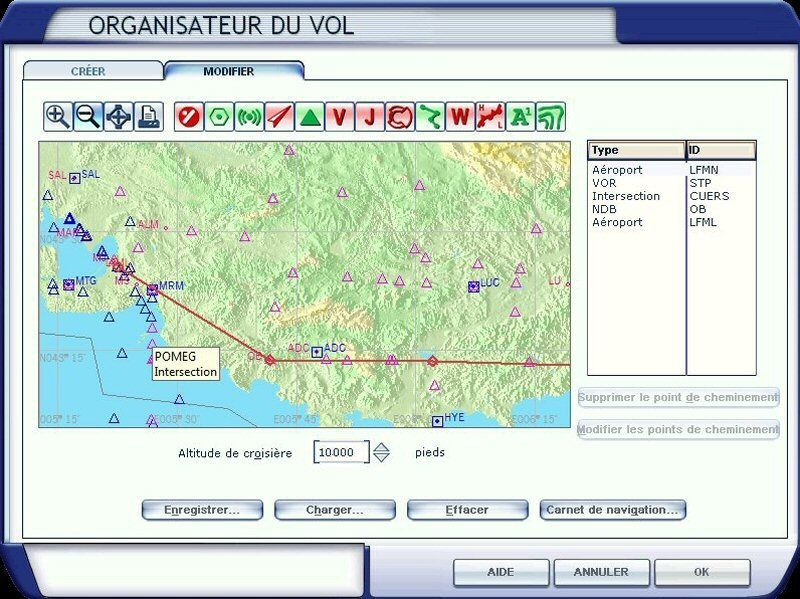 ORGANISATEUR DU VOL
CRÉER
MODIFIER
V
J
W
H
A¹
SAL
SAL
ALM
N043° 30'
MTG
MRM
LUC
LU
N043° 15'
OB
ADC
ADC
POMEG
Intersection
HYE
E005° 15'
E005° 30'
E005° 45'
E006° 15'
Type
ID
Aéroport
LFMN
VOR
STP
Intersection
CUERS
NDB
OB
Aéroport
LFML
Supprimer le point de cheminement
Modifier les points de cheminement
Altitude de croisière
10000
pieds
Enregistrer...
Charger...
Effacer
Carnet de navigation...
AIDE
ANNULER
OK